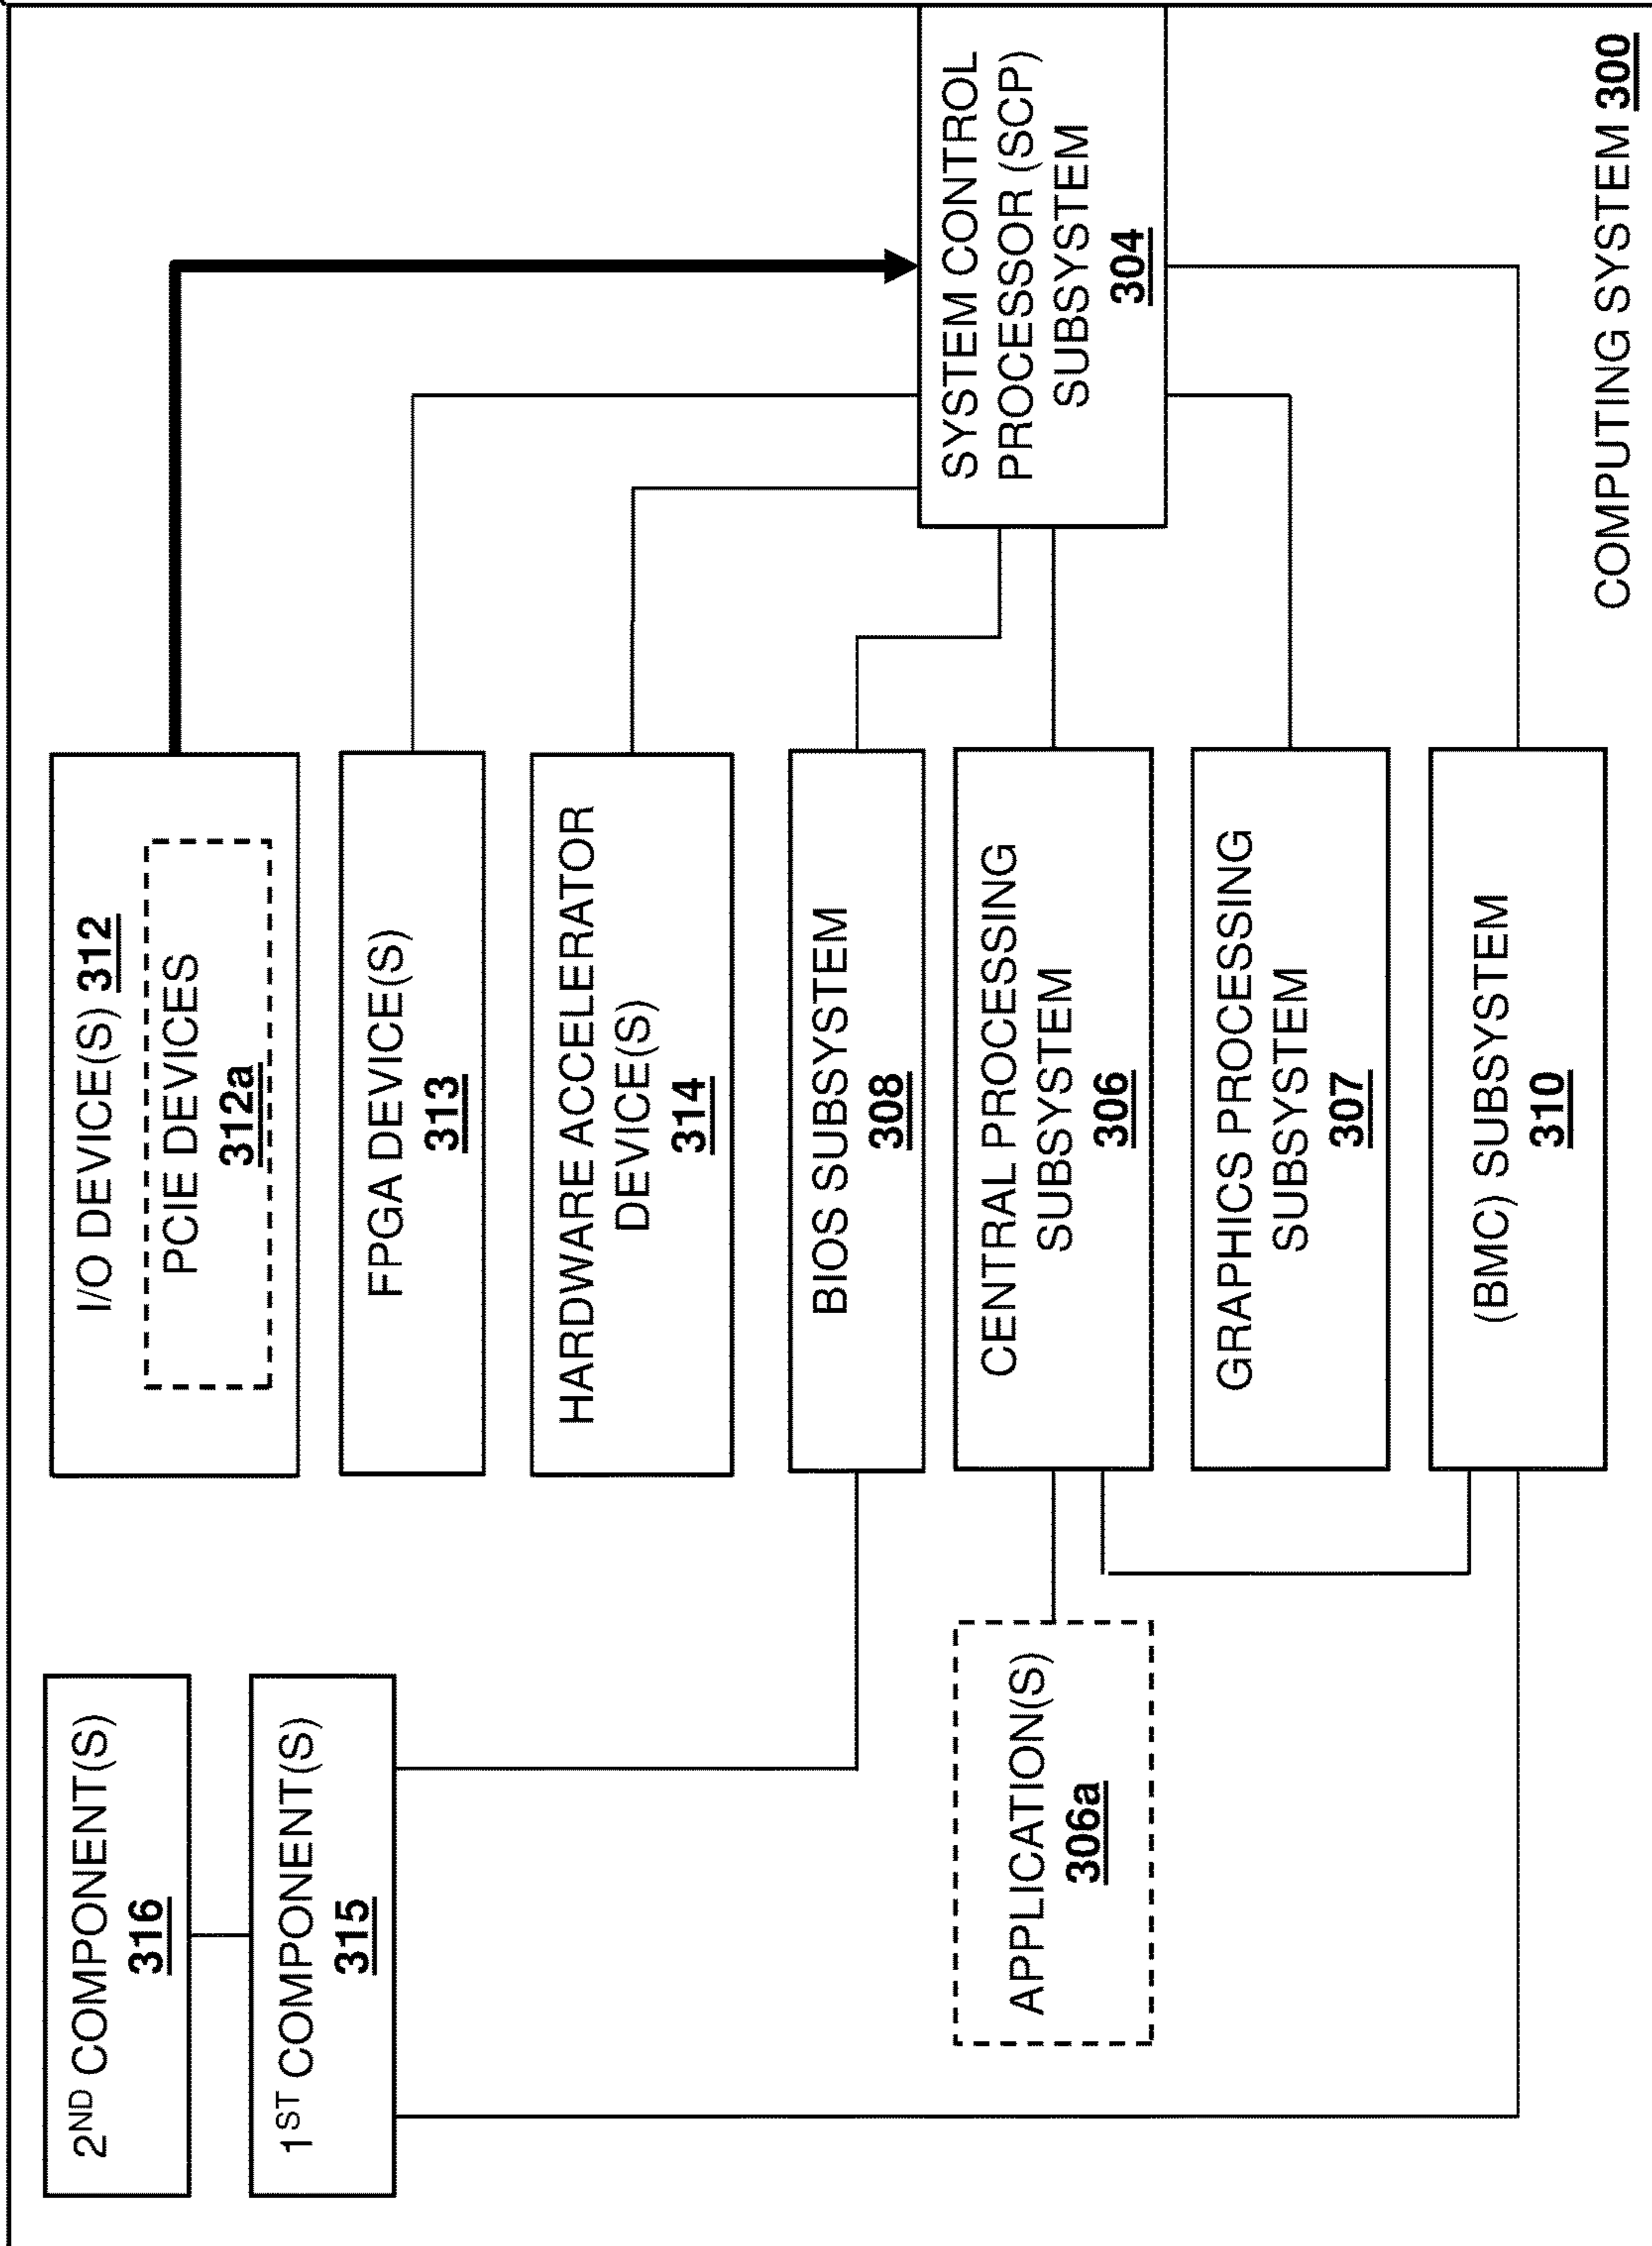 2ND COMPONENT(S)
316
1ST COMPONENT(S)
315
APPLICATION(S)
306a
I/O DEVICE(S) 312
PCIE DEVICES
312a
FPGA DEVICE(S)
313
HARDWARE ACCELERATOR
DEVICE(S)
314
BIOS SUBSYSTEM
308
CENTRAL PROCESSING
SUBSYSTEM
306
GRAPHICS PROCESSING
SUBSYSTEM
307
(BMC) SUBSYSTEM
310
SYSTEM CONTROL
PROCESSOR (SCP)
SUBSYSTEM
304
COMPUTING SYSTEM 300